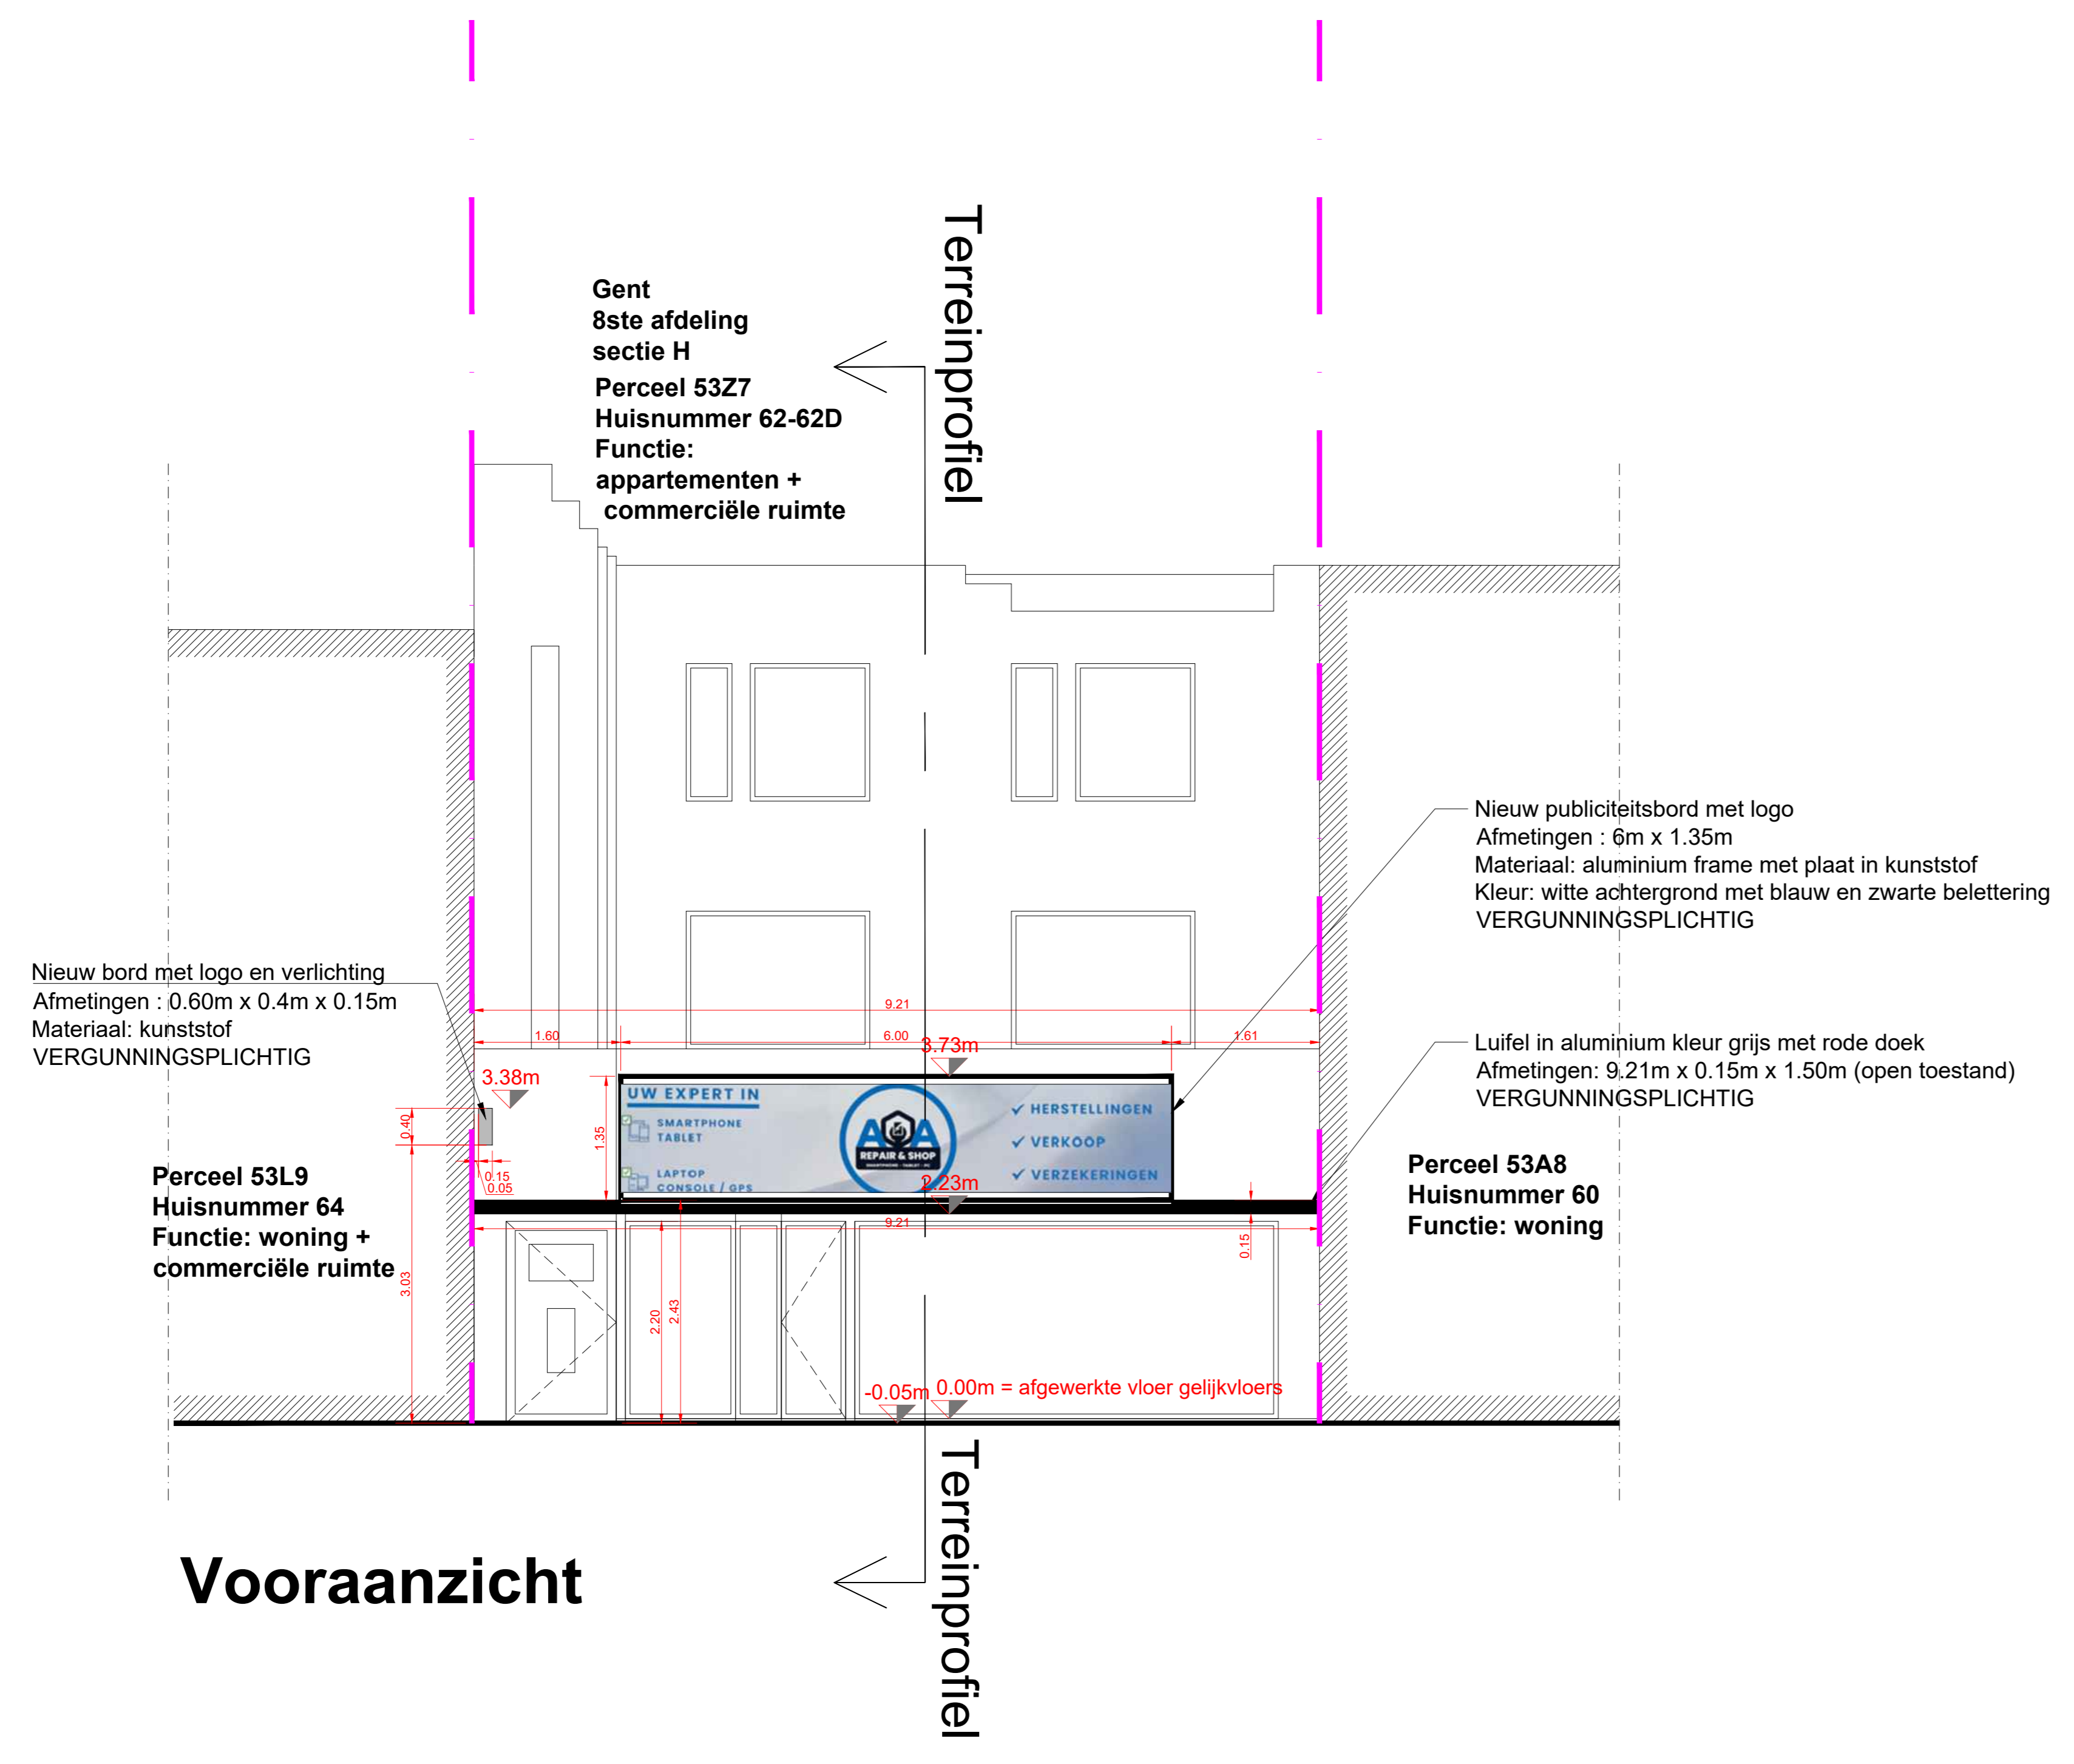 Terreinprofiel
Gent
8ste afdeling
sectie H
Perceel 53Z7
Huisnummer 62-62D
Functie:
appartementen +
commerciële ruimte
Nieuw publiciteitsbord met logo
Afmetingen : 6m x 1.35m
Materiaal: aluminium frame met plaat in kunststof
Kleur: witte achtergrond met blauw en zwarte belettering
VERGUNNINGSPLICHTIG
Nieuw bord met logo en verlichting
Afmetingen : 0.60m x 0.4m x 0.15m
Materiaal: kunststof
VERGUNNINGSPLICHTIG
9.21
1.60
6.00
1.61
3.73m
Luifel in aluminium kleur grijs met rode doek
Afmetingen: 9.21m x 0.15m x 1.50m (open toestand)
VERGUNNINGSPLICHTIG
3.38m
0.40
0.15
0.05
1.35
UW EXPERT IN
SMARTPHONE
TABLET
LAPTOP
CONSOLE / GPS
REPAIR & SHOP
SMARTPHONE - TABLET - PC
HERSTELLINGEN
VERKOOP
VERZEKERINGEN
2.23m
Perceel 53L9
Huisnummer 64
Functie: woning +
commerciële ruimte
Perceel 53A8
Huisnummer 60
Functie: woning
9.21
0.15
3.03
2.20
2.43
-0.05m
0.00m = afgewerkte vloer gelijkvloers
Terreinprofiel
Vooraanzicht